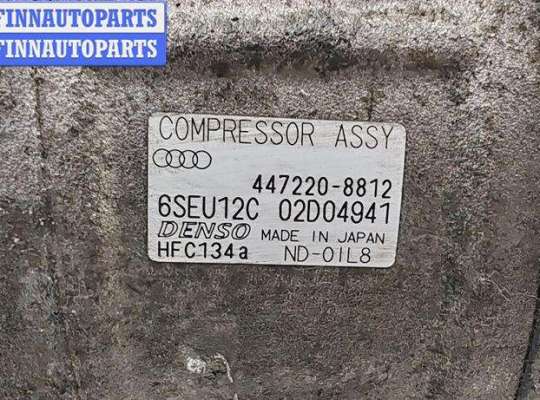 FINNAUTOPARTS
FINNAUTOPARTS
COMPRESSOR ASSY
447220-8812
6SEU12C 02D04941
DENSO MADE IN JAPAN
HFC134a ND-OIL8